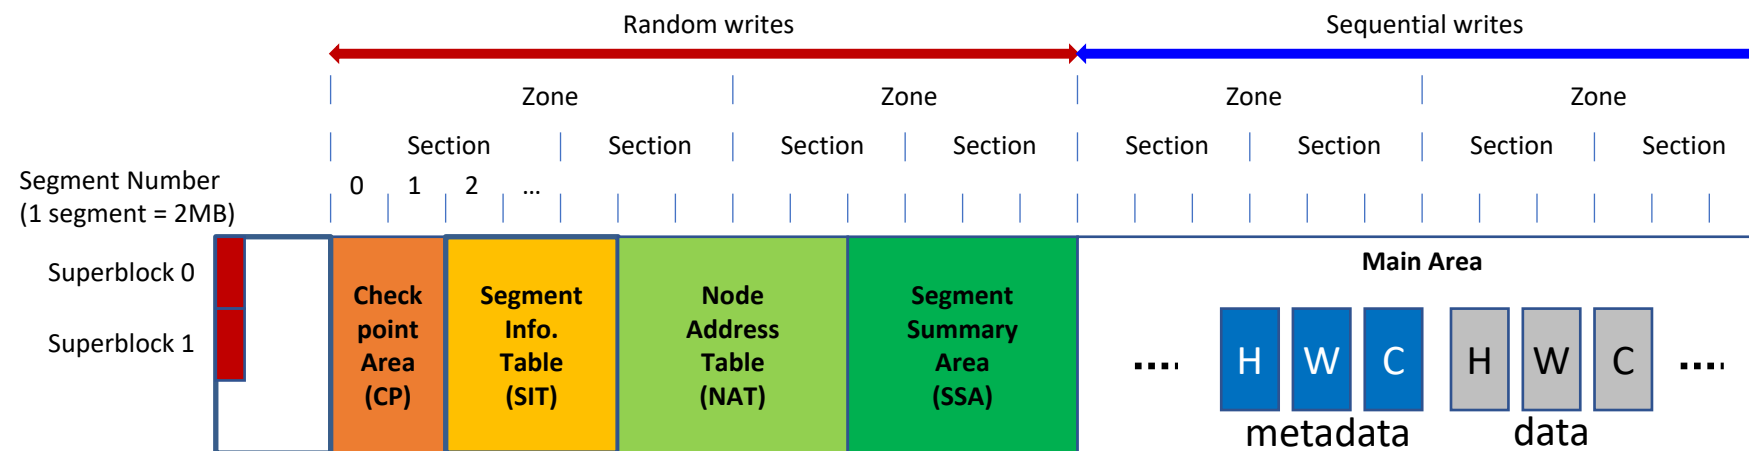 Random writes
Sequential writes
Zone
Zone
Zone
Zone
Section
Section
Section
Section
Section
Section
Section
Section
Segment Number
(1 segment = 2MB)
0
1
2
...
Superblock 0
Superblock 1
Check
point
Area
(CP)
Segment
Info.
Table
(SIT)
Node
Address
Table
(NAT)
Segment
Summary
Area
(SSA)
Main Area
....
H
W
C
H
W
C
....
metadata
data